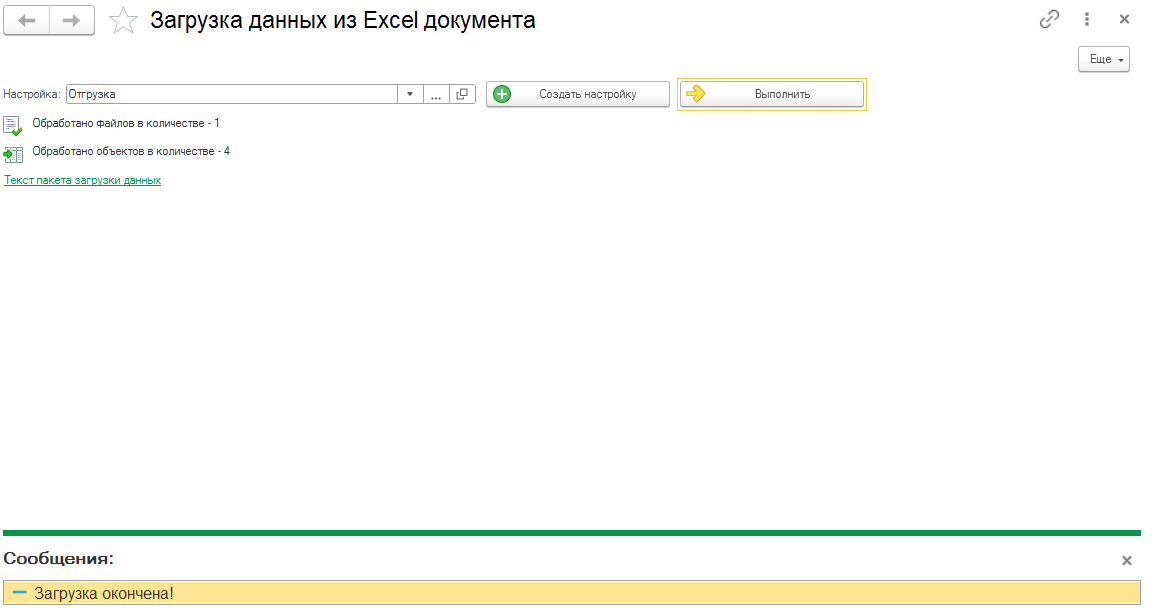 Загрузка данных из Excel документа
Еще
Настройка: Отгрузка ... Создать настройку Выполнить
Обработано файлов в количестве - 1
Обработано объектов в количестве - 4
Текст пакета загрузки данных
Сообщения:
Загрузка окончена!